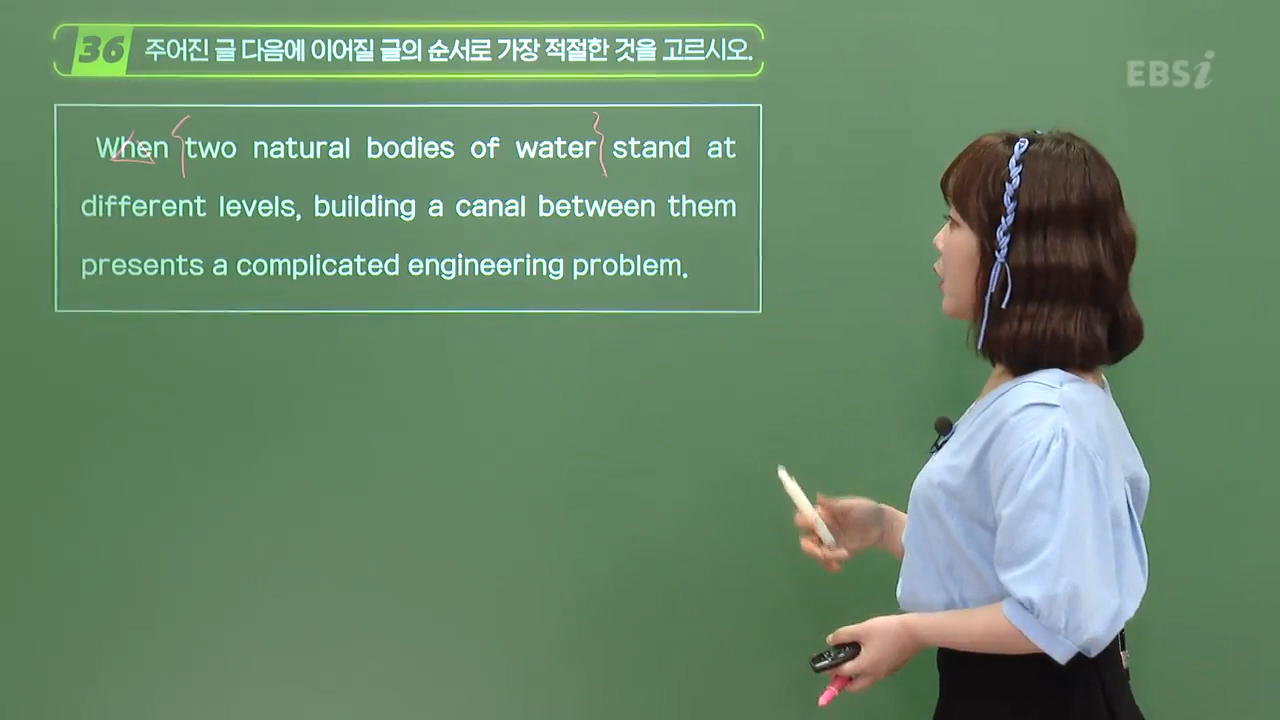 36 주어진 글 다음에 이어질 글의 순서로 가장 적절한 것을 고르시오.
EBSi
When two natural bodies of water stand at
different levels, building a canal between them
presents a complicated engineering problem.